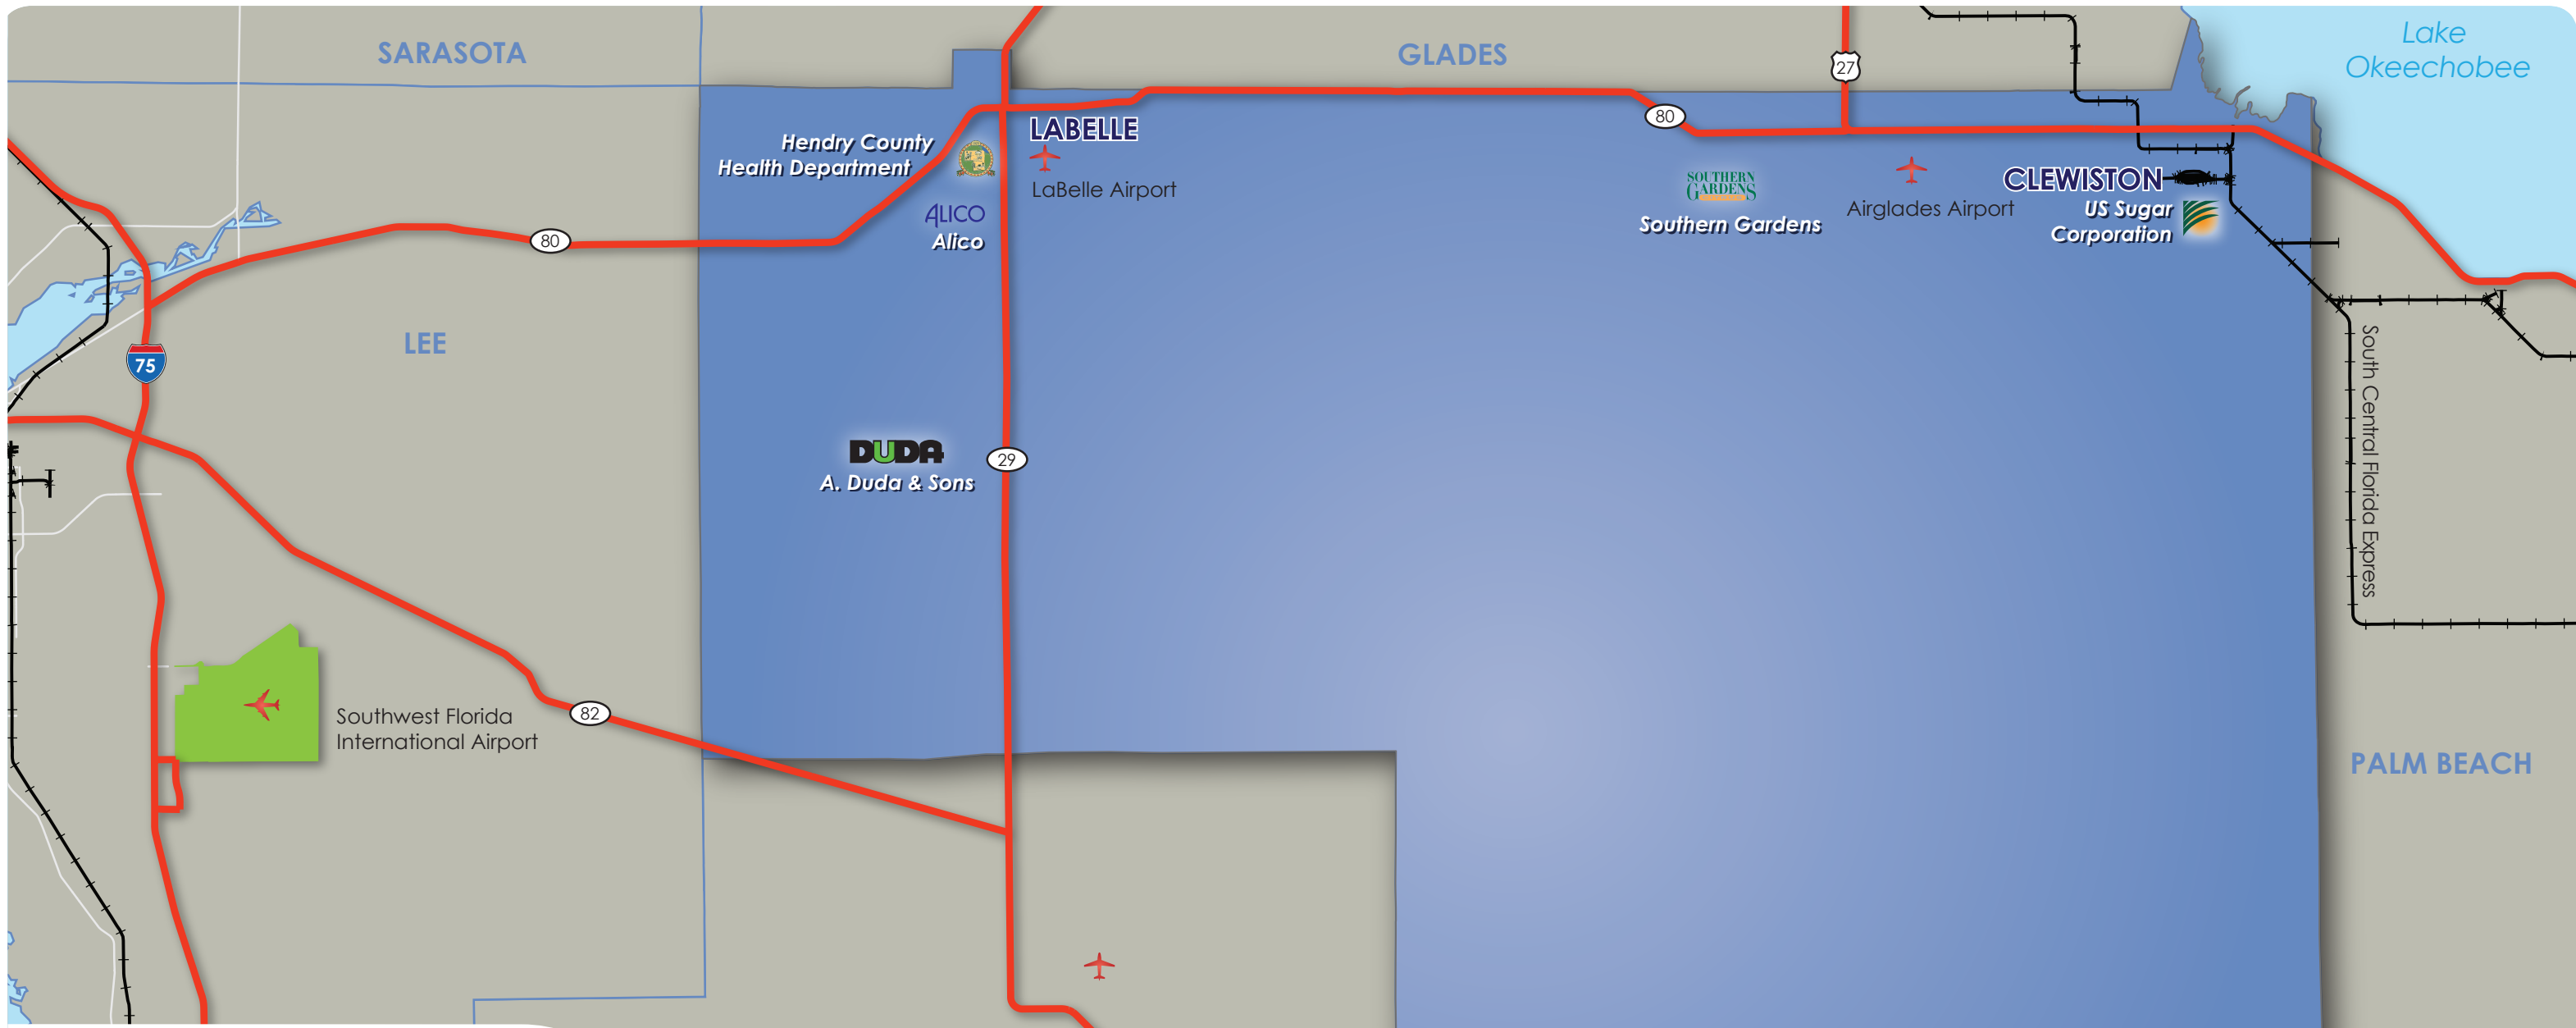 SARASOTA
GLADES
Lake
Okeechobee
27
80
LABELLE
Hendry County
Health Department
LaBelle Airport
ALICO
Alico
SOUTHERN
GARDENS
Southern Gardens
Airglades Airport
CLEWISTON
US Sugar
Corporation
80
LEE
75
DUDA
A. Duda & Sons
29
South Central Florida Express
Southwest Florida
International Airport
82
PALM BEACH